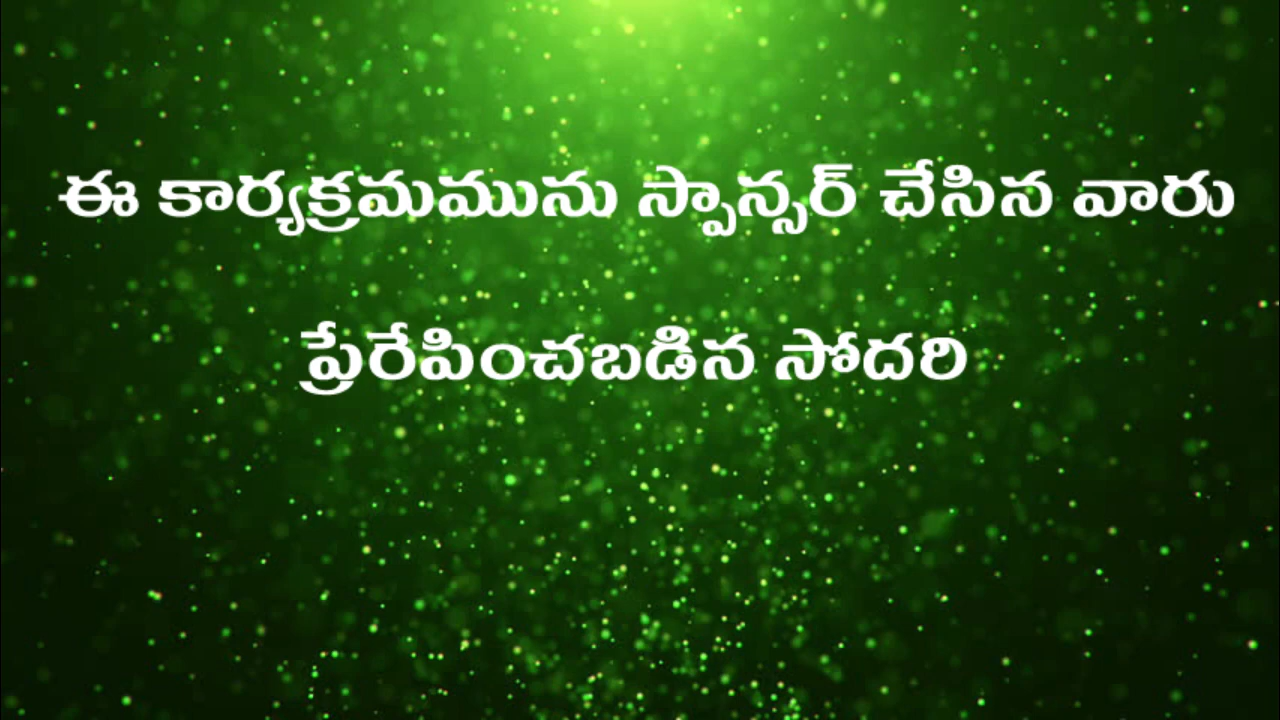 ఈ కార్యక్రమమును స్పాన్సర్ చేసిన వారు
ప్రేరేపించబడిన సోదరి